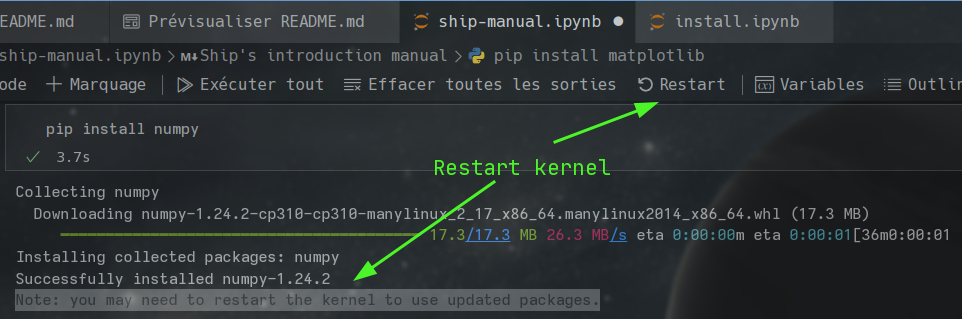 EADME.md Prévisualiser README.md ship-manual.ipynb install.ipynb
ship-manual.ipynb > M↓Ship's introduction manual > pip install matplotlib
ode + Marquage Exécuter tout Effacer toutes les sorties Restart (x) Variables Outlin
pip install numpy
✓ 3.7s
Restart kernel
Collecting numpy
Downloading numpy-1.24.2-cp310-cp310-manylinux_2_17_x86_64.manylinux2014_x86_64.whl (17.3 MB)
17.3/17.3 MB 26.3 MB/s eta 0:00:00m eta 0:00:01[36m0:00:01
Installing collected packages: numpy
Successfully installed numpy-1.24.2
Note: you may need to restart the kernel to use updated packages.